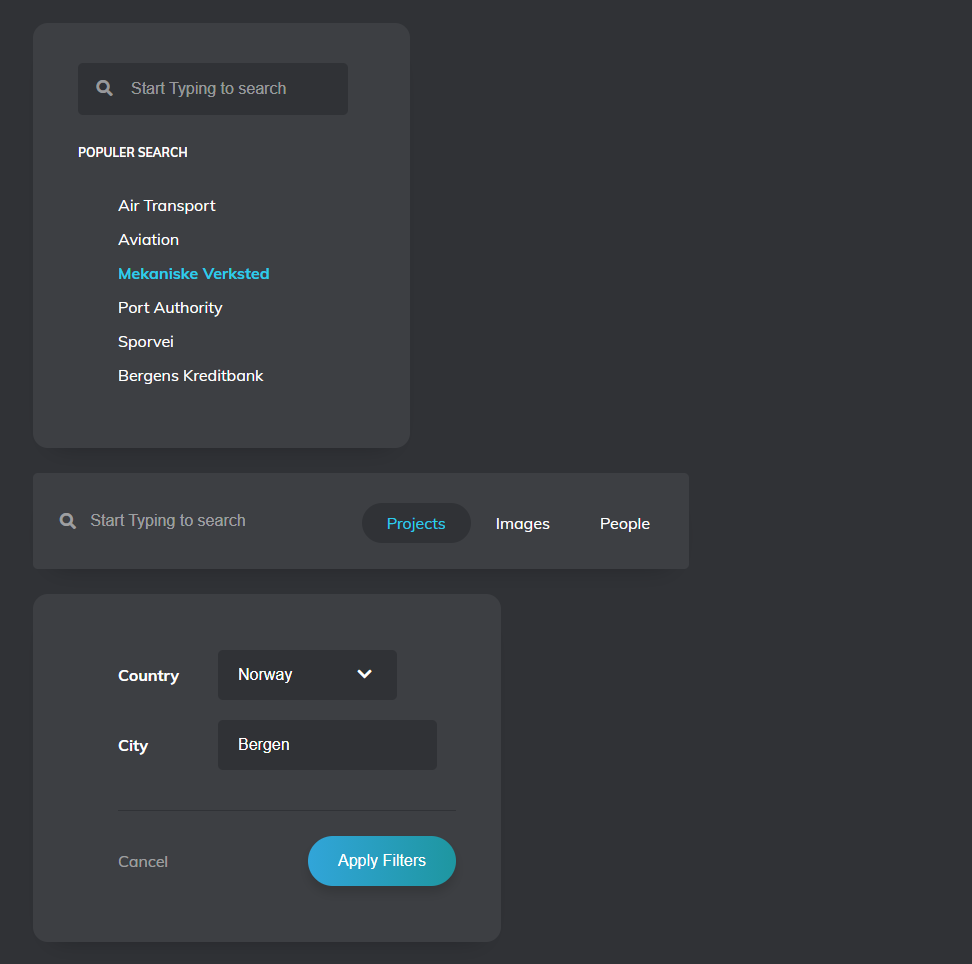 Start Typing to search
POPULER SEARCH
Air Transport
Aviation
Mekaniske Verksted
Port Authority
Sporvei
Bergens Kreditbank
Start Typing to search Projects Images People
Country Norway
City Bergen
Cancel Apply Filters